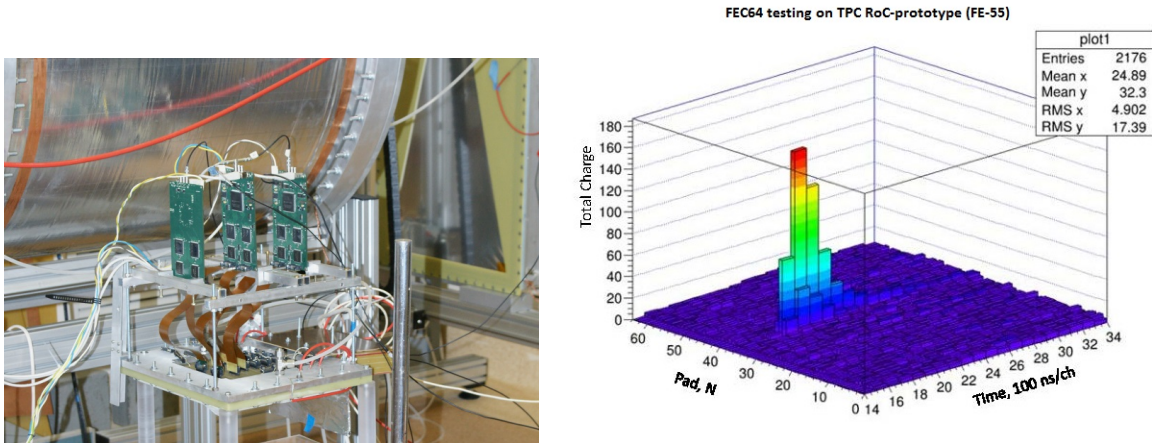 FEC64 testing on TPC RoC-prototype (FE-55)
plot1
Entries 2176
Mean x 24.89
Mean y 32.3
RMS x 4.902
RMS y 17.39
Total Charge
180
160
140
120
100
80
60
40
20
0
60
50
40
30
20
10
0
Pad, N
14
16
18
20
22
24
26
28
30
32
34
Time, 100 ns/ch